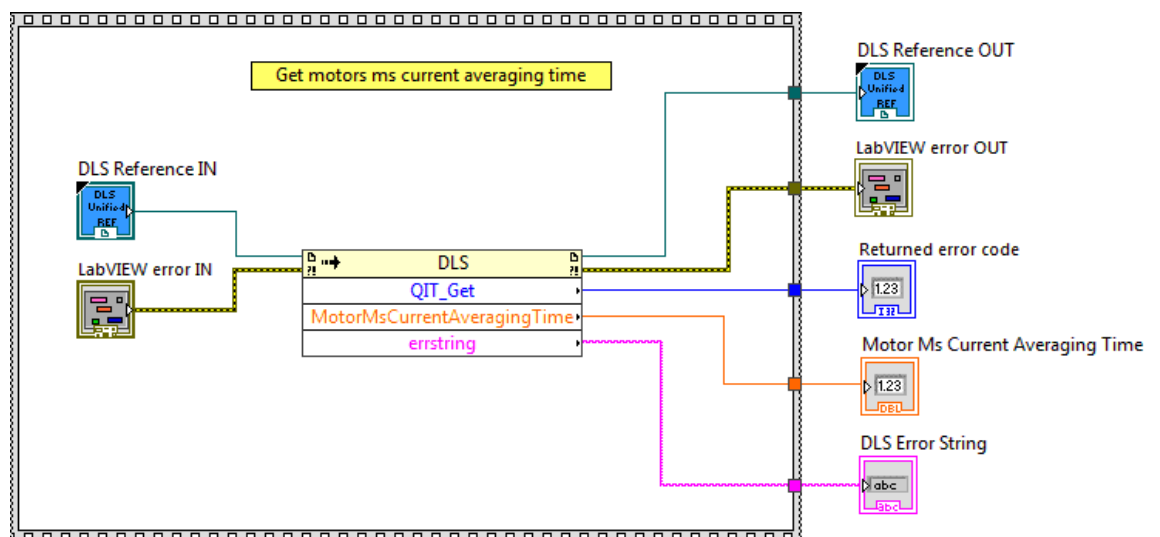 DLS Reference OUT
DLS
Unified
REF
Get motors ms current averaging time
LabVIEW error OUT
DLS Reference IN
DLS
Unified
REF
LabVIEW error IN
DLS
QIT_Get
MotorMsCurrentAveragingTime
errstring
Returned error code
1.23
I32
Motor Ms Current Averaging Time
1.23
DBL
DLS Error String
abc
abc